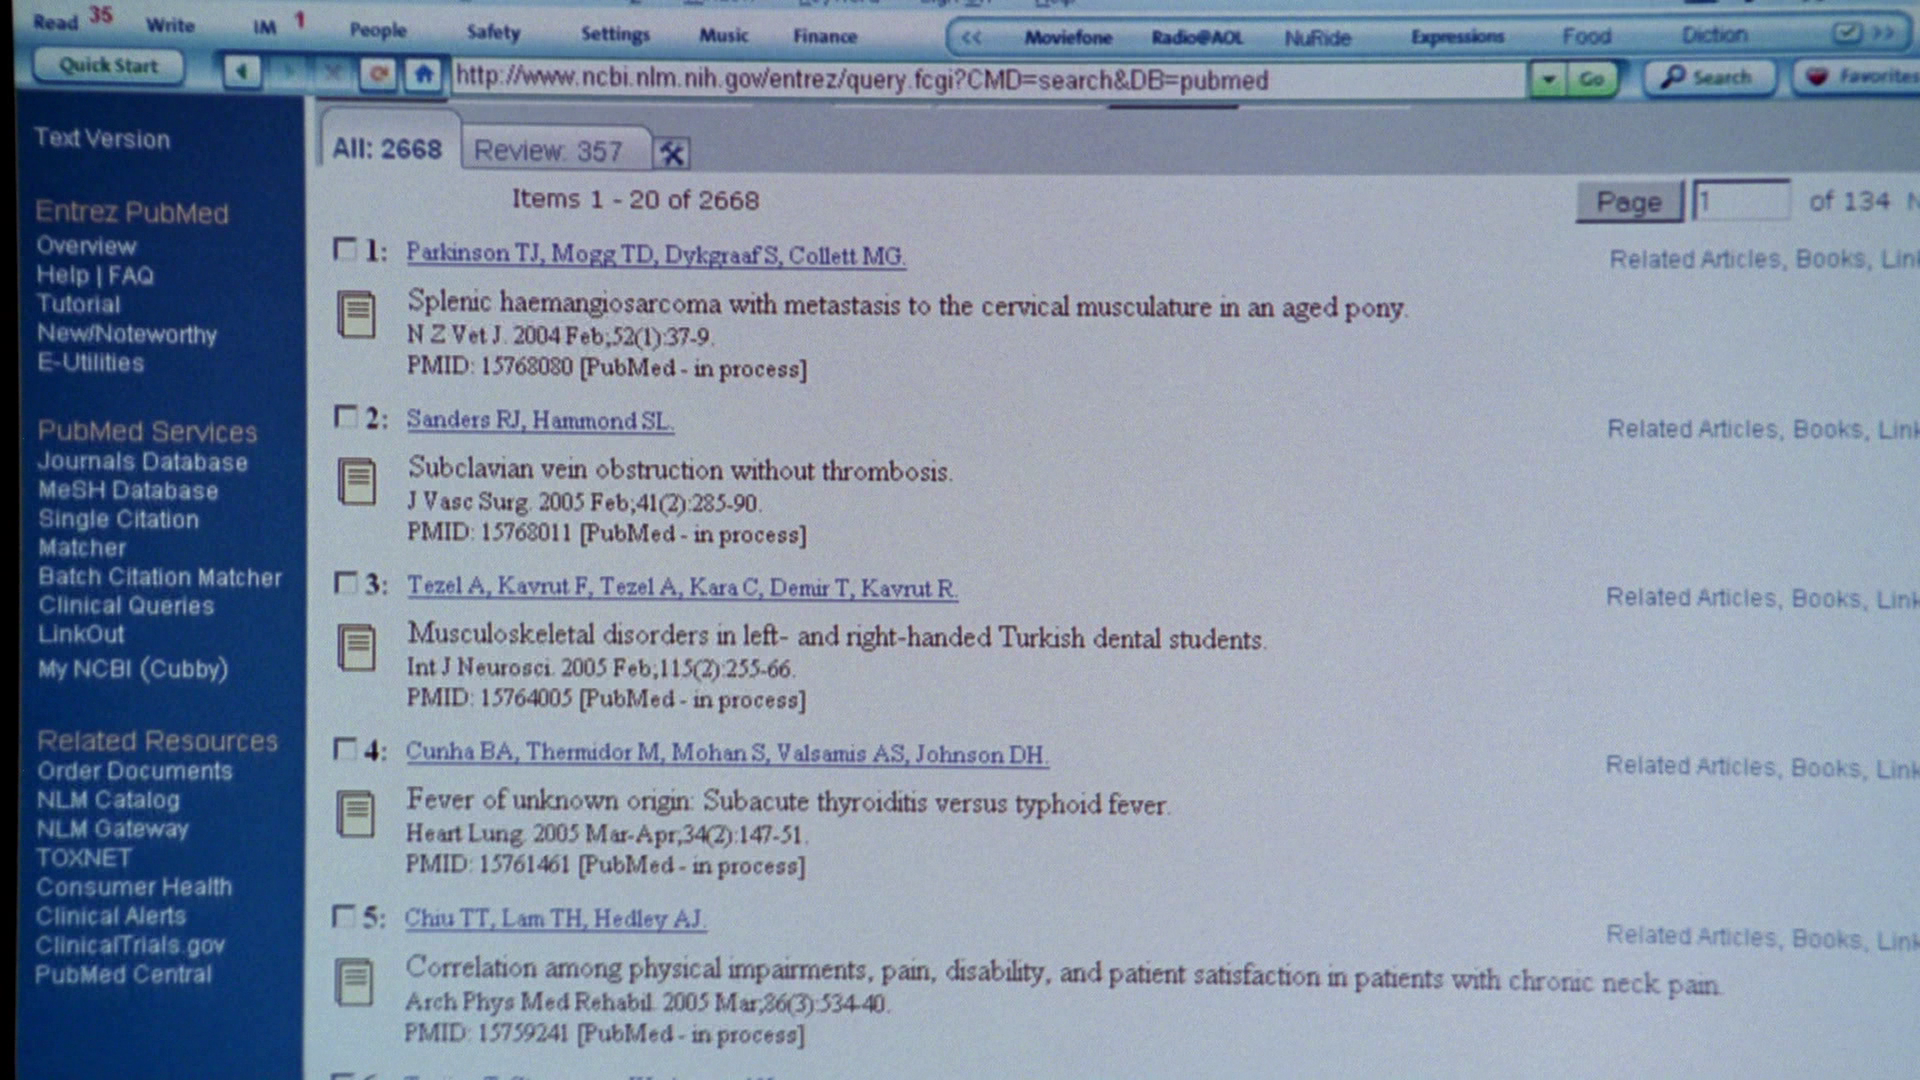 Read 35 Write IM 1 People Safety Settings Music Finance << Moviefone Radio@AOL NuRide Expressions Food Diction >>
Quick Start http://www.ncbi.nlm.nih.gov/entrez/query.fcgi?CMD=search&DB=pubmed Go Search Favorites
Text Version
Entrez PubMed
Overview
Help | FAQ
Tutorial
New/Noteworthy
E-Utilities
PubMed Services
Journals Database
MeSH Database
Single Citation
Matcher
Batch Citation Matcher
Clinical Queries
LinkOut
My NCBI (Cubby)
Related Resources
Order Documents
NLM Catalog
NLM Gateway
TOXNET
Consumer Health
Clinical Alerts
ClinicalTrials.gov
PubMed Central
All: 2668 Review: 357
Items 1 - 20 of 2668 Page 1 of 134
1: Parkinson TJ, Mogg TD, Dykgraaf S, Collett MG. Related Articles, Books, Lin
Splenic haemangiosarcoma with metastasis to the cervical musculature in an aged pony.
N Z Vet J. 2004 Feb;52(1):37-9.
PMID: 15768080 [PubMed - in process]
2: Sanders RJ, Hammond SL. Related Articles, Books, Link
Subclavian vein obstruction without thrombosis.
J Vasc Surg. 2005 Feb;41(2):285-90.
PMID: 15768011 [PubMed - in process]
3: Tezel A, Kavrut F, Tezel A, Kara C, Demir T, Kavrut R. Related Articles, Books, Link
Musculoskeletal disorders in left- and right-handed Turkish dental students.
Int J Neurosci. 2005 Feb;115(2):255-66.
PMID: 15764005 [PubMed - in process]
4: Cunha BA, Thermidor M, Mohan S, Valsamis AS, Johnson DH. Related Articles, Books, Link
Fever of unknown origin: Subacute thyroiditis versus typhoid fever.
Heart Lung. 2005 Mar-Apr;34(2):147-51.
PMID: 15761461 [PubMed - in process]
5: Chiu TT, Lam TH, Hedley AJ. Related Articles, Books, Link
Correlation among physical impairments, pain, disability, and patient satisfaction in patients with chronic neck pain.
Arch Phys Med Rehabil. 2005 Mar;86(3):534-40.
PMID: 15759241 [PubMed - in process]